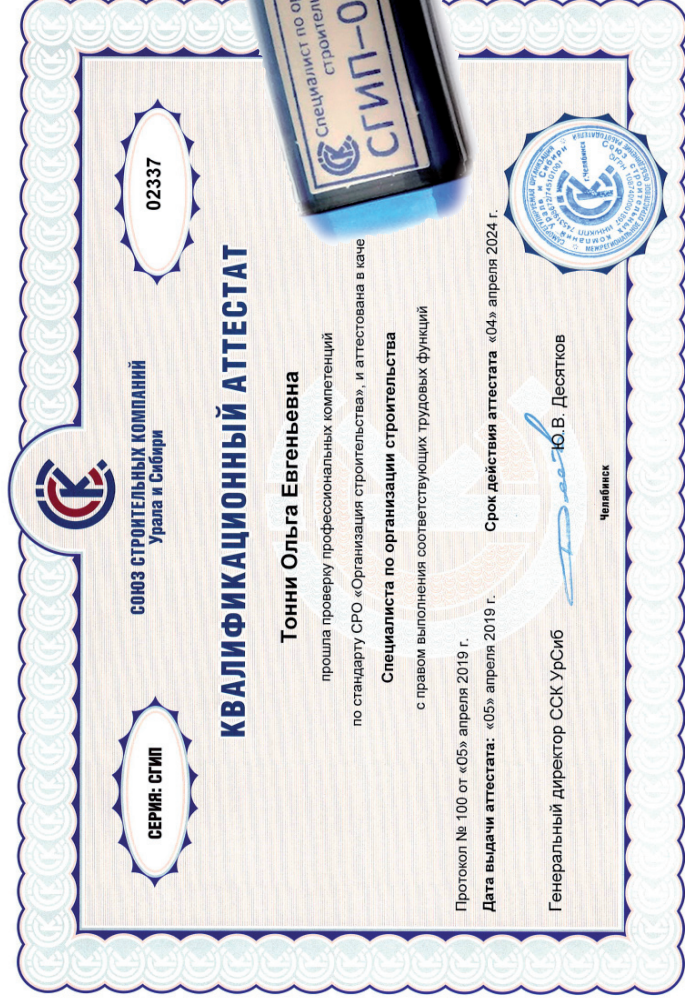 ССК
СОЮЗ СТРОИТЕЛЬНЫХ КОМПАНИЙ
Урала и Сибири
СЕРИЯ: СГИП
02337
КВАЛИФИКАЦИОННЫЙ АТТЕСТАТ
Тонни Ольга Евгеньевна
прошла проверку профессиональных компетенций
по стандарту СРО «Организация строительства», и аттестована в каче
Специалиста по организации строительства
с правом выполнения соответствующих трудовых функций
Протокол № 100 от «05» апреля 2019 г.
Дата выдачи аттестата: «05» апреля 2019 г. Срок действия аттестата «04» апреля 2024 г.
Генеральный директор ССК УрСиб Ю.В. Десятков
Челябинск
Специалист по ор
строитель
СГИП-0
г.Челябинск